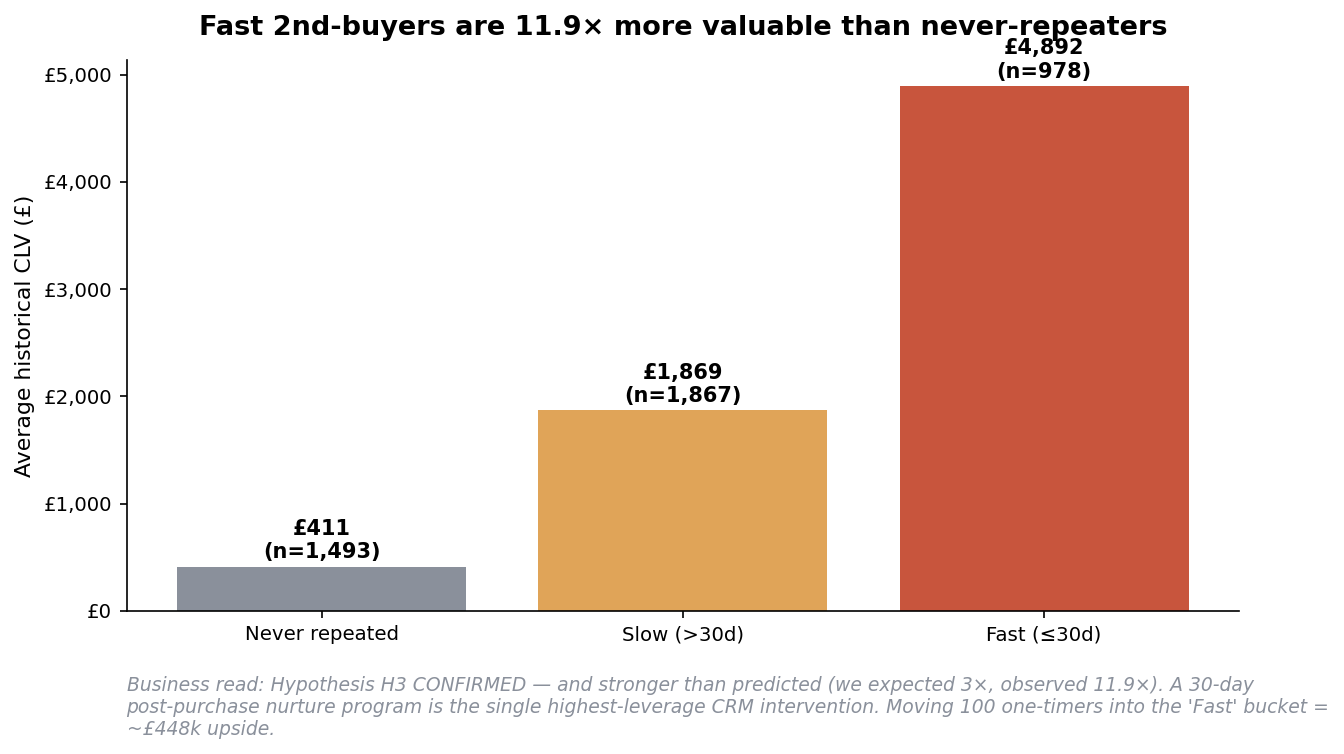 Fast 2nd-buyers are 11.9× more valuable than never-repeaters
Average historical CLV (£)
£5,000
£4,000
£3,000
£2,000
£1,000
£0
£411
(n=1,493)
£1,869
(n=1,867)
£4,892
(n=978)
Never repeated
Slow (>30d)
Fast (≤30d)
Business read: Hypothesis H3 CONFIRMED — and stronger than predicted (we expected 3×, observed 11.9×). A 30-day
post-purchase nurture program is the single highest-leverage CRM intervention. Moving 100 one-timers into the 'Fast' bucket =
~£448k upside.